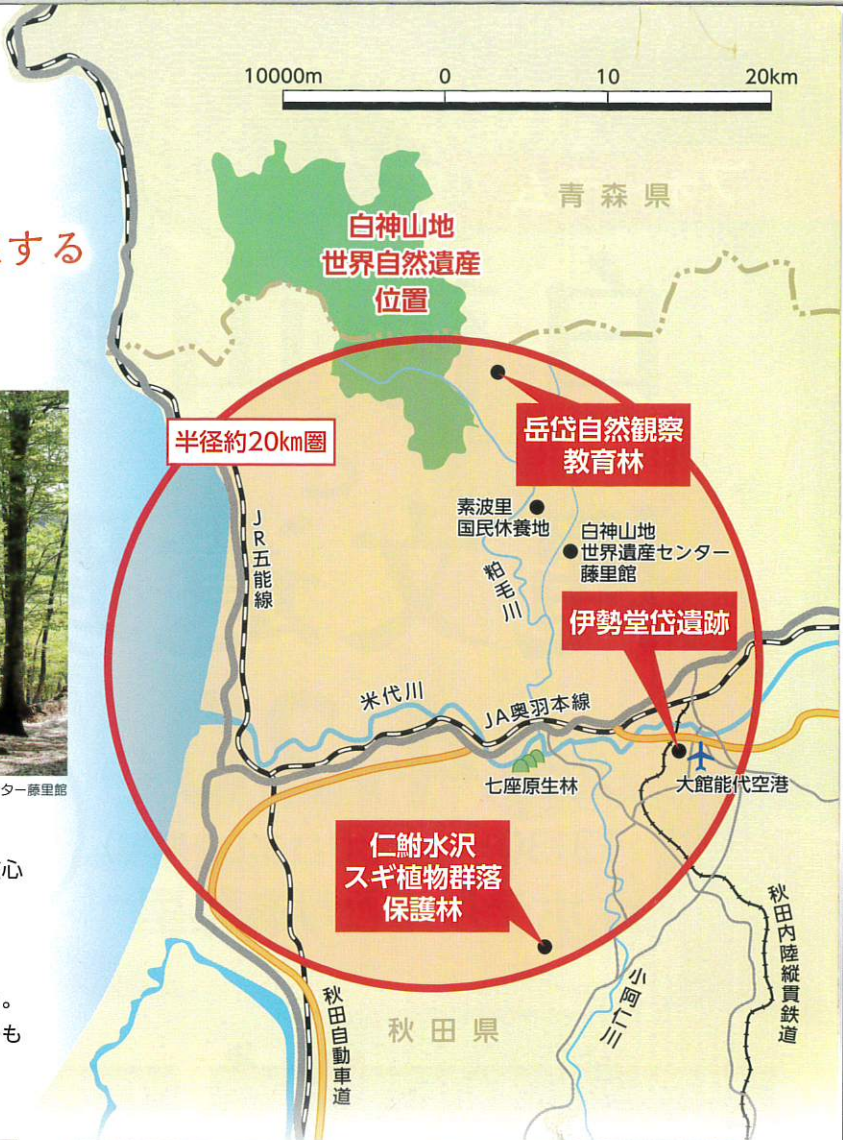 10000m 0 10 20km
青森県
する
白神山地
世界自然遺産
位置
半径約20km圏
岳岱自然観察
教育林
素波里
国民休養地
白神山地
世界遺産センター
藤里館
JR五能線
粕毛川
伊勢堂岱遺跡
米代川
JA奥羽本線
七座原生林
大館能代空港
ター藤里館
仁鮒水沢
スギ植物群落
保護林
心
秋田内陸縦貫鉄道
。
も
秋田自動車道
秋田県
小阿仁川